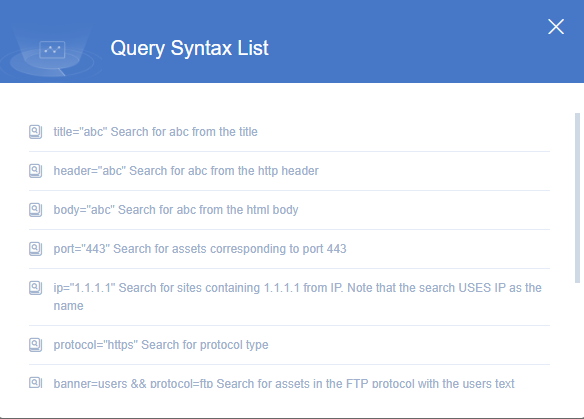 Query Syntax List
title="abc" Search for abc from the title
header="abc" Search for abc from the http header
body="abc" Search for abc from the html body
port="443" Search for assets corresponding to port 443
ip="1.1.1.1" Search for sites containing 1.1.1.1 from IP. Note that the search USES IP as the
name
protocol="https" Search for protocol type
banner=users && protocol=ftp Search for assets in the FTP protocol with the users text